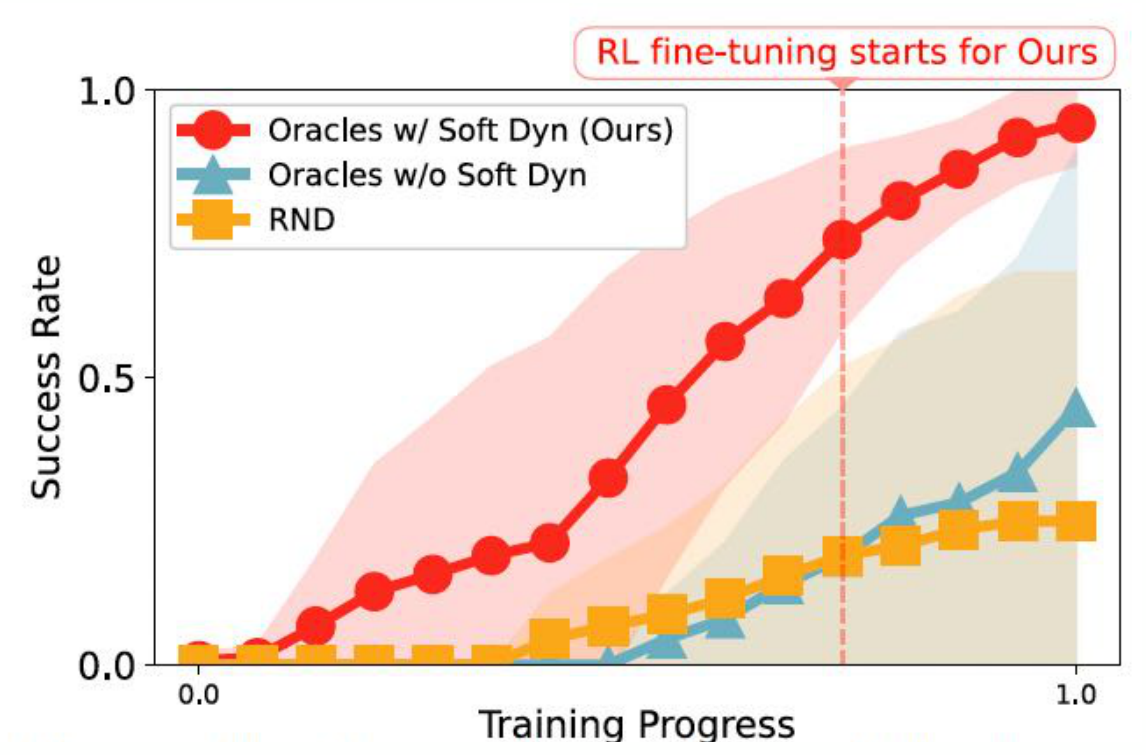 RL fine-tuning starts for Ours
1.0
Oracles w/ Soft Dyn (Ours)
Oracles w/o Soft Dyn
RND
Success Rate
0.5
0.0
0.0
1.0
Training Progress